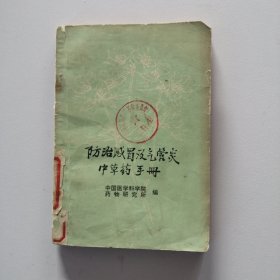 防治感冒及气管炎
中草药手册
中国医学科学院
药物研究所 编